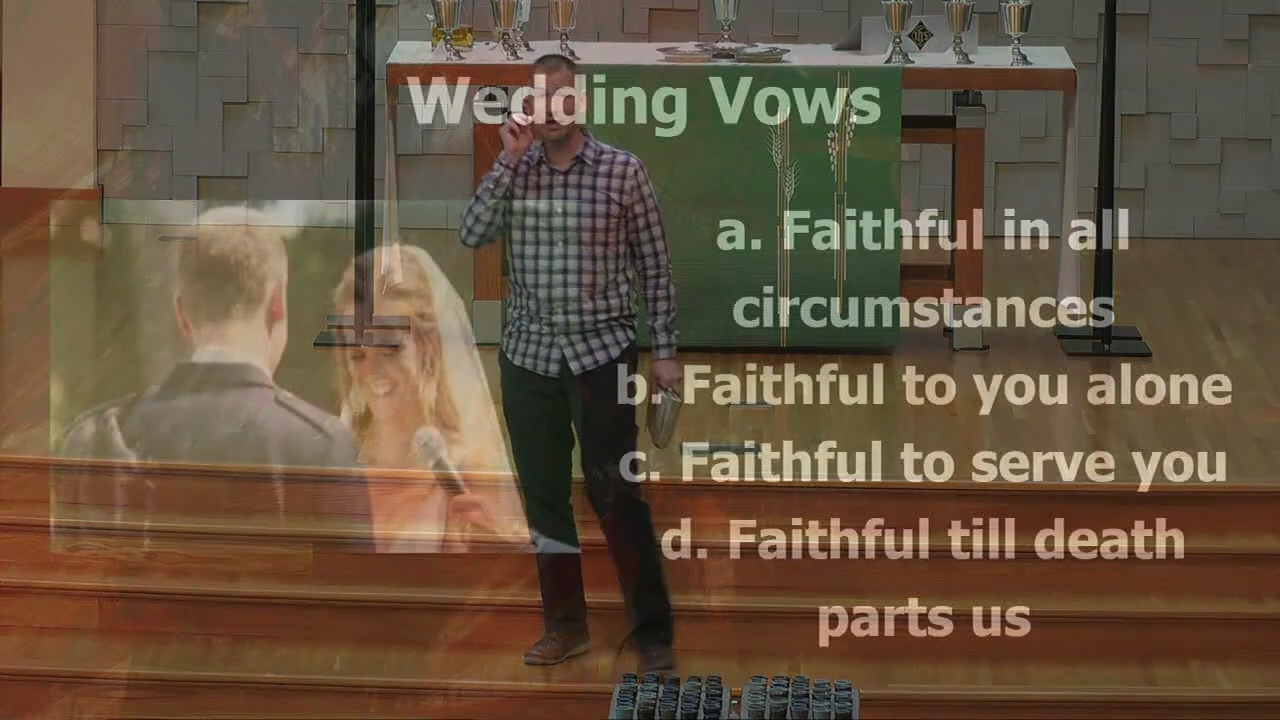 Wedding Vows
a. Faithful in all
circumstances
b. Faithful to you alone
c. Faithful to serve you
d. Faithful till death
parts us